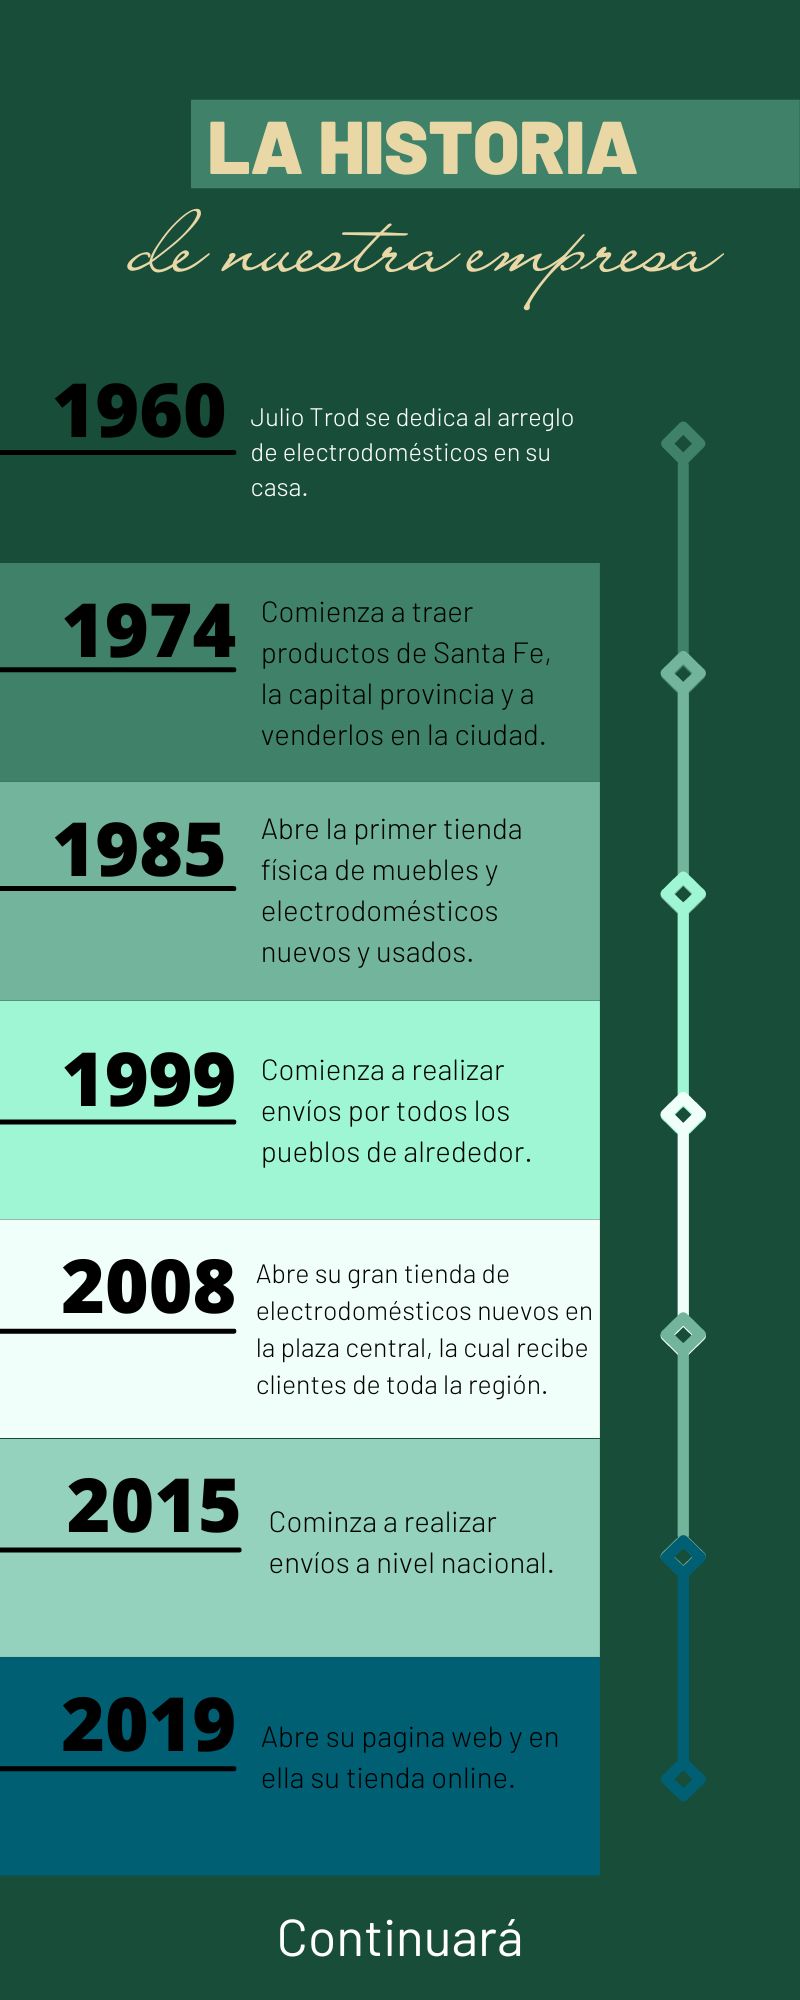 LA HISTORIA
de nuestra empresa
1960
Julio Trod se dedica al arreglo
de electrodomésticos en su
casa.
1974
Comienza a traer
productos de Santa Fe,
la capital provincia y a
venderlos en la ciudad.
1985
Abre la primer tienda
física de muebles y
electrodomésticos
nuevos y usados.
1999
Comienza a realizar
envíos por todos los
pueblos de alrededor.
2008
Abre su gran tienda de
electrodomésticos nuevos en
la plaza central, la cual recibe
clientes de toda la región.
2015
Cominza a realizar
envíos a nivel nacional.
2019
Abre su pagina web y en
ella su tienda online.
Continuará